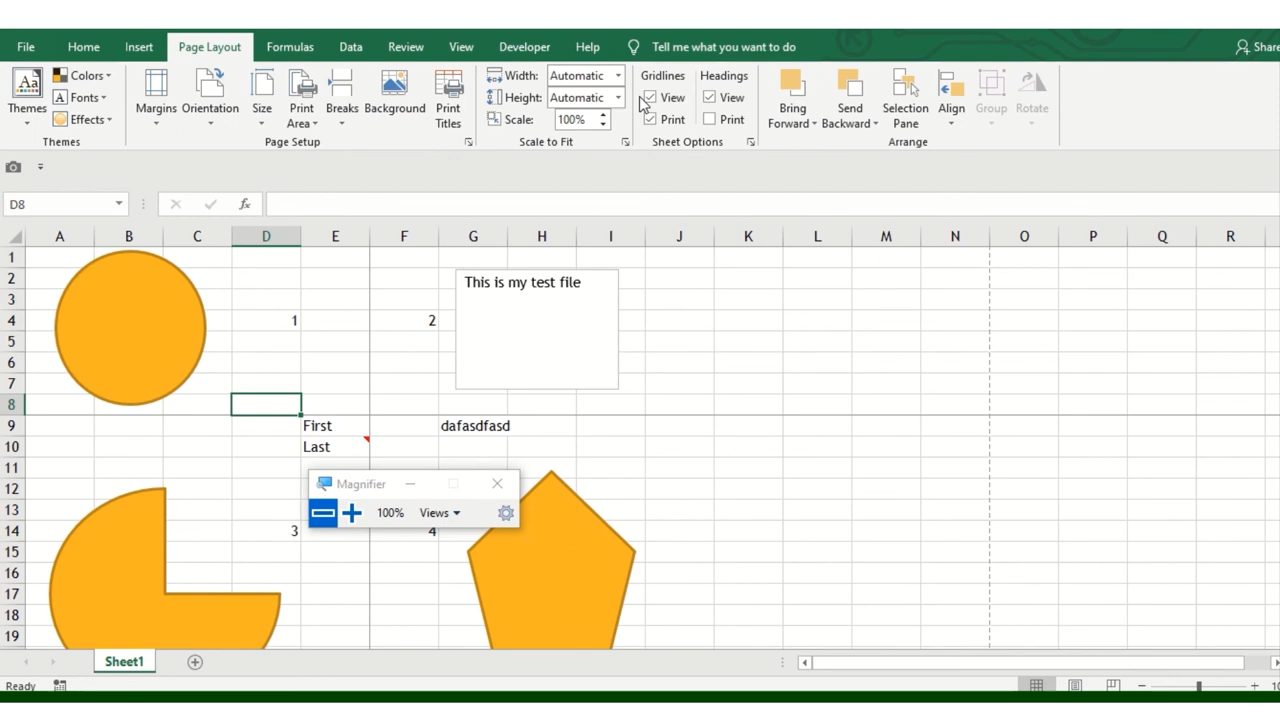 File Home Insert Page Layout Formulas Data Review View Developer Help Tell me what you want to do Share
Colors Width: Automatic Gridlines Headings
Fonts Height: Automatic View View
Themes Margins Orientation Size Print Breaks Background Print Bring Send Selection Align Group Rotate
Effects Scale: 100% Print Print
Area Titles Forward Backward Pane
Themes Page Setup Scale to Fit Sheet Options Arrange
D8 fx
A B C D E F G H I J K L M N O P Q R
1
2 This is my test file
3
4 1 2
5
6
7
8
9 First dafasdfasd
10 Last
11
12 Magnifier
13 100% Views
14 3 4
15
16
17
18
19
Sheet1
Ready